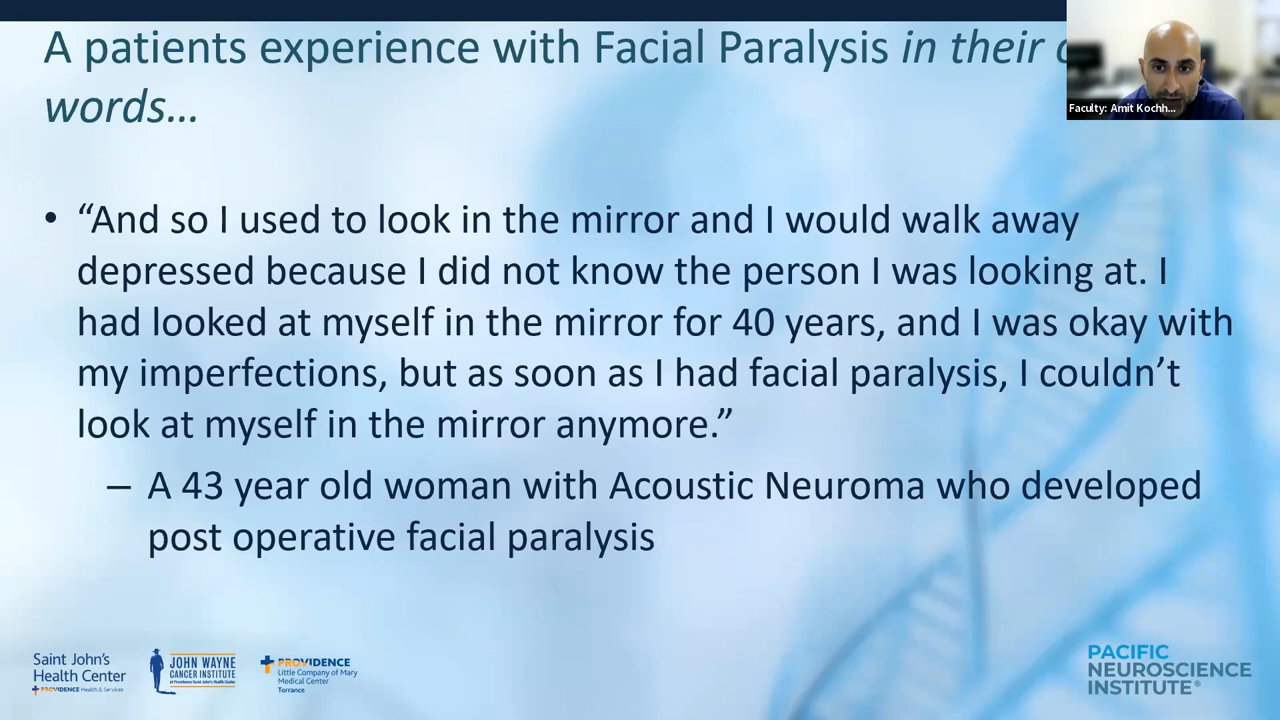 A patients experience with Facial Paralysis in their
words…
Faculty: Amit Kochh...
• “And so I used to look in the mirror and I would walk away
depressed because I did not know the person I was looking at. I
had looked at myself in the mirror for 40 years, and I was okay with
my imperfections, but as soon as I had facial paralysis, I couldn’t
look at myself in the mirror anymore.”
– A 43 year old woman with Acoustic Neuroma who developed
post operative facial paralysis
Saint John’s
Health Center
PROVIDENCE Health & Services
JOHN WAYNE
CANCER INSTITUTE
at Providence Saint John's Health Center
PROVIDENCE
Little Company of Mary
Medical Center
Torrance
PACIFIC
NEUROSCIENCE
INSTITUTE®